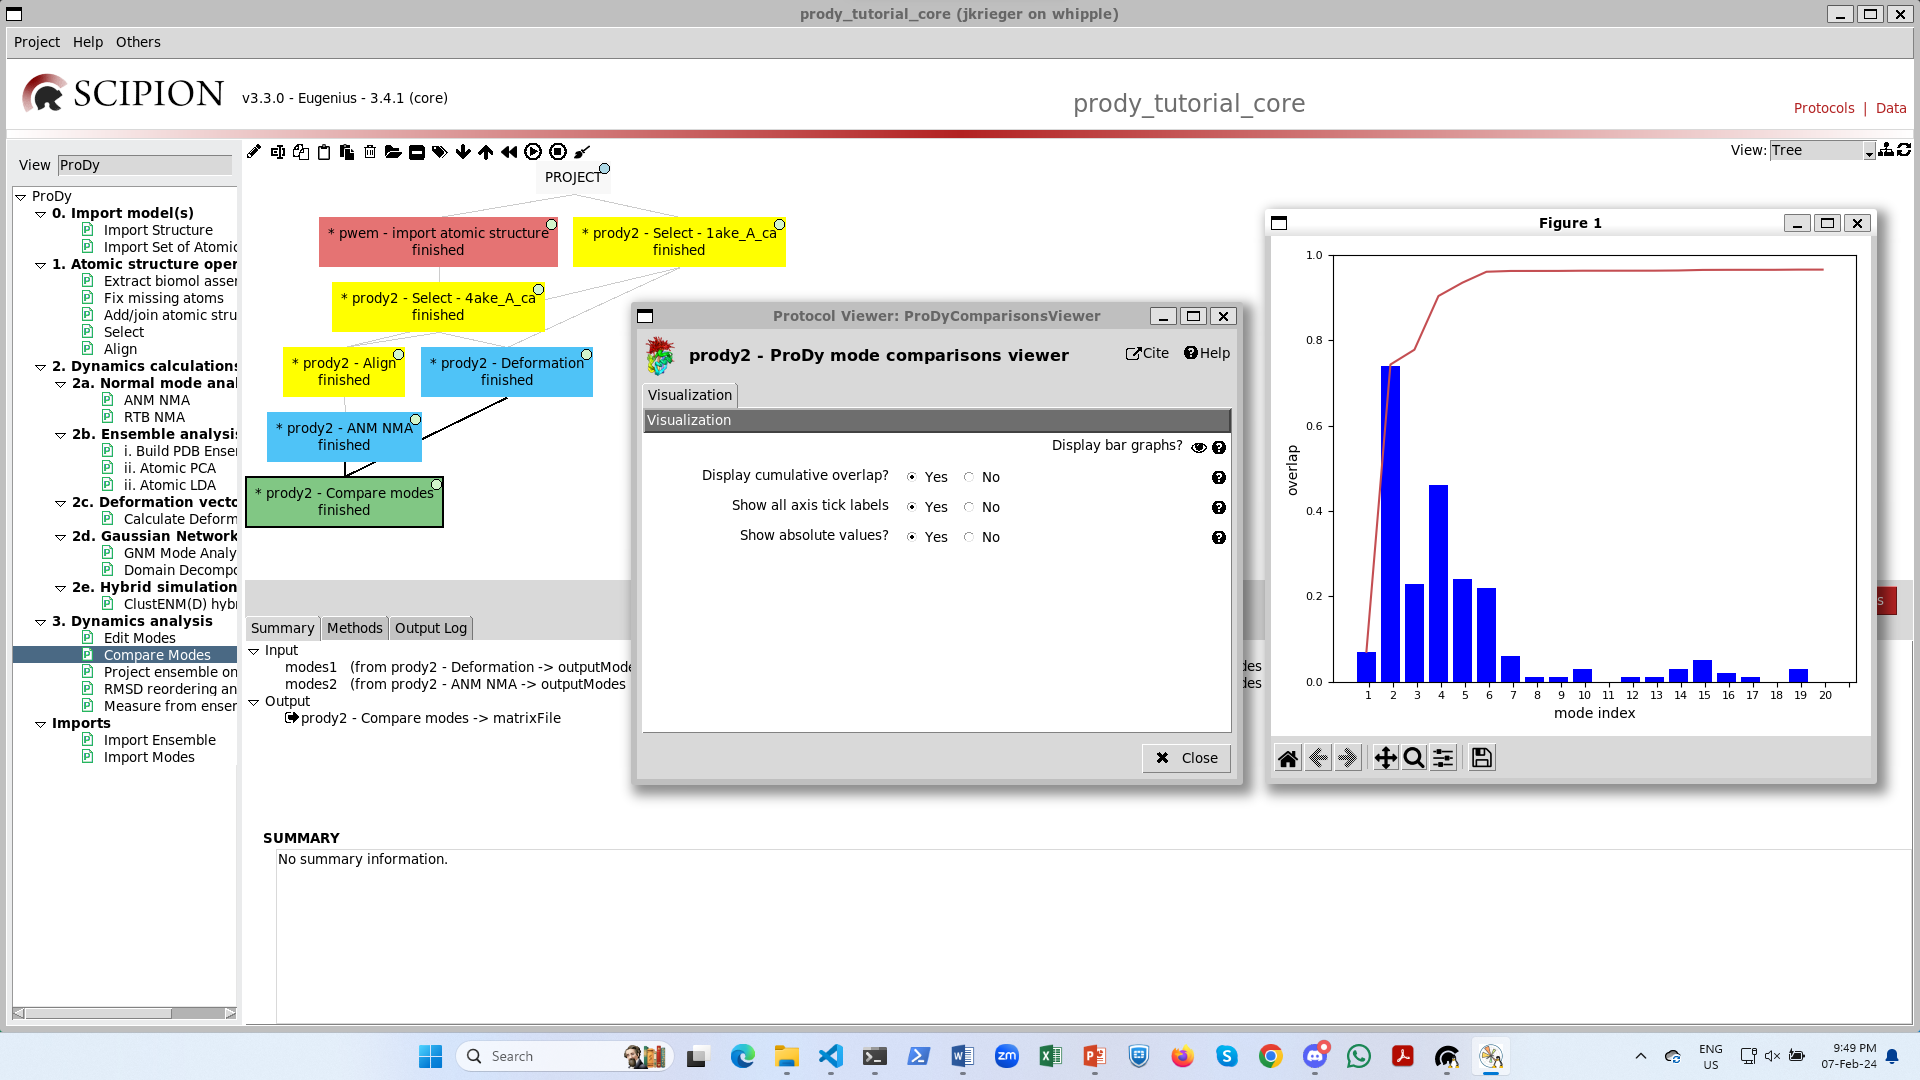 prody_tutorial_core (jkrieger on whipple)
Project Help Others
SCIPION v3.3.0 - Eugenius - 3.4.1 (core)
prody_tutorial_core
Protocols | Data
View ProDy
View: Tree
ProDy
0. Import model(s)
Import Structure
Import Set of Atomic
1. Atomic structure oper
Extract biomol asser
Fix missing atoms
Add/join atomic stru
Select
Align
2. Dynamics calculations
2a. Normal mode anal
ANM NMA
RTB NMA
2b. Ensemble analysis
i. Build PDB Enser
ii. Atomic PCA
ii. Atomic LDA
2c. Deformation vecto
Calculate Deform
2d. Gaussian Network
GNM Mode Analy
Domain Decompo
2e. Hybrid simulation
ClustENM(D) hybr
3. Dynamics analysis
Edit Modes
Compare Modes
Project ensemble on
RMSD reordering an
Measure from enser
Imports
Import Ensemble
Import Modes
PROJECT
* pwem - import atomic structure
finished
* prody2 - Select - 1ake_A_ca
finished
* prody2 - Select - 4ake_A_ca
finished
* prody2 - Align
finished
* prody2 - Deformation
finished
* prody2 - ANM NMA
finished
* prody2 - Compare modes
finished
Summary Methods Output Log
Input
modes1 (from prody2 - Deformation -> outputMode
modes2 (from prody2 - ANM NMA -> outputModes
Output
prody2 - Compare modes -> matrixFile
SUMMARY
No summary information.
Protocol Viewer: ProDyComparisonsViewer
prody2 - ProDy mode comparisons viewer
Cite Help
Visualization
Visualization
Display bar graphs?
Display cumulative overlap? Yes No
Show all axis tick labels Yes No
Show absolute values? Yes No
Close
Figure 1
1.0
0.8
0.6
0.4
0.2
0.0
overlap
1 2 3 4 5 6 7 8 9 10 11 12 13 14 15 16 17 18 19 20
mode index
Search
ENG
US
9:49 PM
07-Feb-24